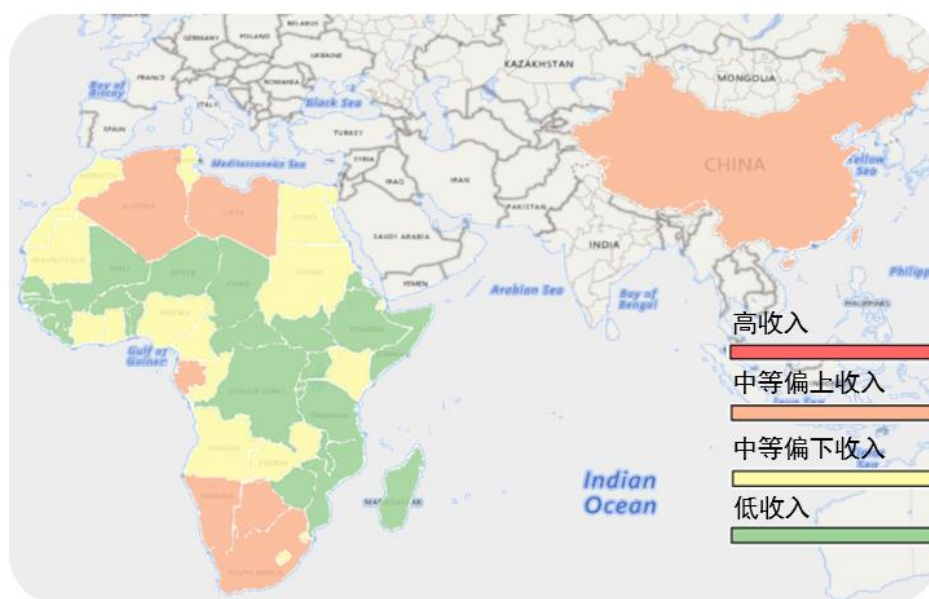 BELARUS
GERMANY
POLAND
UKRAINE
KAZAKHSTAN
MONGOLIA
FRANCE
Bay of
Biscay
ROMANIA
ITALY
Black Sea
SPAIN
TURKEY
CHINA
Yellow
Sea
Mediterranean Sea
SYRIA
IRAQ
IRAN
PAKISTAN
ALGERIA
LIBYA
EGYPT
SAUDI ARABIA
INDIA
MAURITANIA
MALI
NIGER
CHAD
SUDAN
YEMEN
Arabian Sea
Bay of
Bengal
Philipp
PHILIPPINES
NIGERIA
ETHIOPIA
Gulf of
Guinea
高收入
中等偏上收入
Java Sea
TANZANIA
ANGOLA
ZAMBIA
中等偏下收入
Sea
Indian
Ocean
NAMIBIA
MADAGASCAR
低收入
SOUTH AFRICA